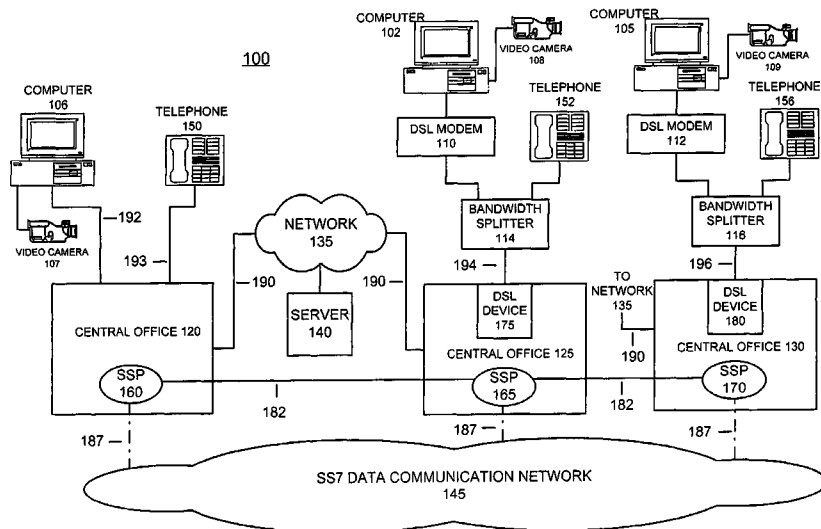 100
COMPUTER
106
TELEPHONE
150
192
VIDEO CAMERA
107
193
COMPUTER
102
VIDEO CAMERA
108
TELEPHONE
152
DSL MODEM
110
BANDWIDTH
SPLITTER
114
194
COMPUTER
105
VIDEO CAMERA
109
TELEPHONE
156
DSL MODEM
112
BANDWIDTH
SPLITTER
116
196
NETWORK
135
190
190
SERVER
140
TO
NETWORK
135
190
CENTRAL OFFICE 120
SSP
160
DSL
DEVICE
175
CENTRAL OFFICE 125
SSP
165
DSL
DEVICE
180
CENTRAL OFFICE 130
SSP
170
182
182
187
187
187
SS7 DATA COMMUNICATION NETWORK
145